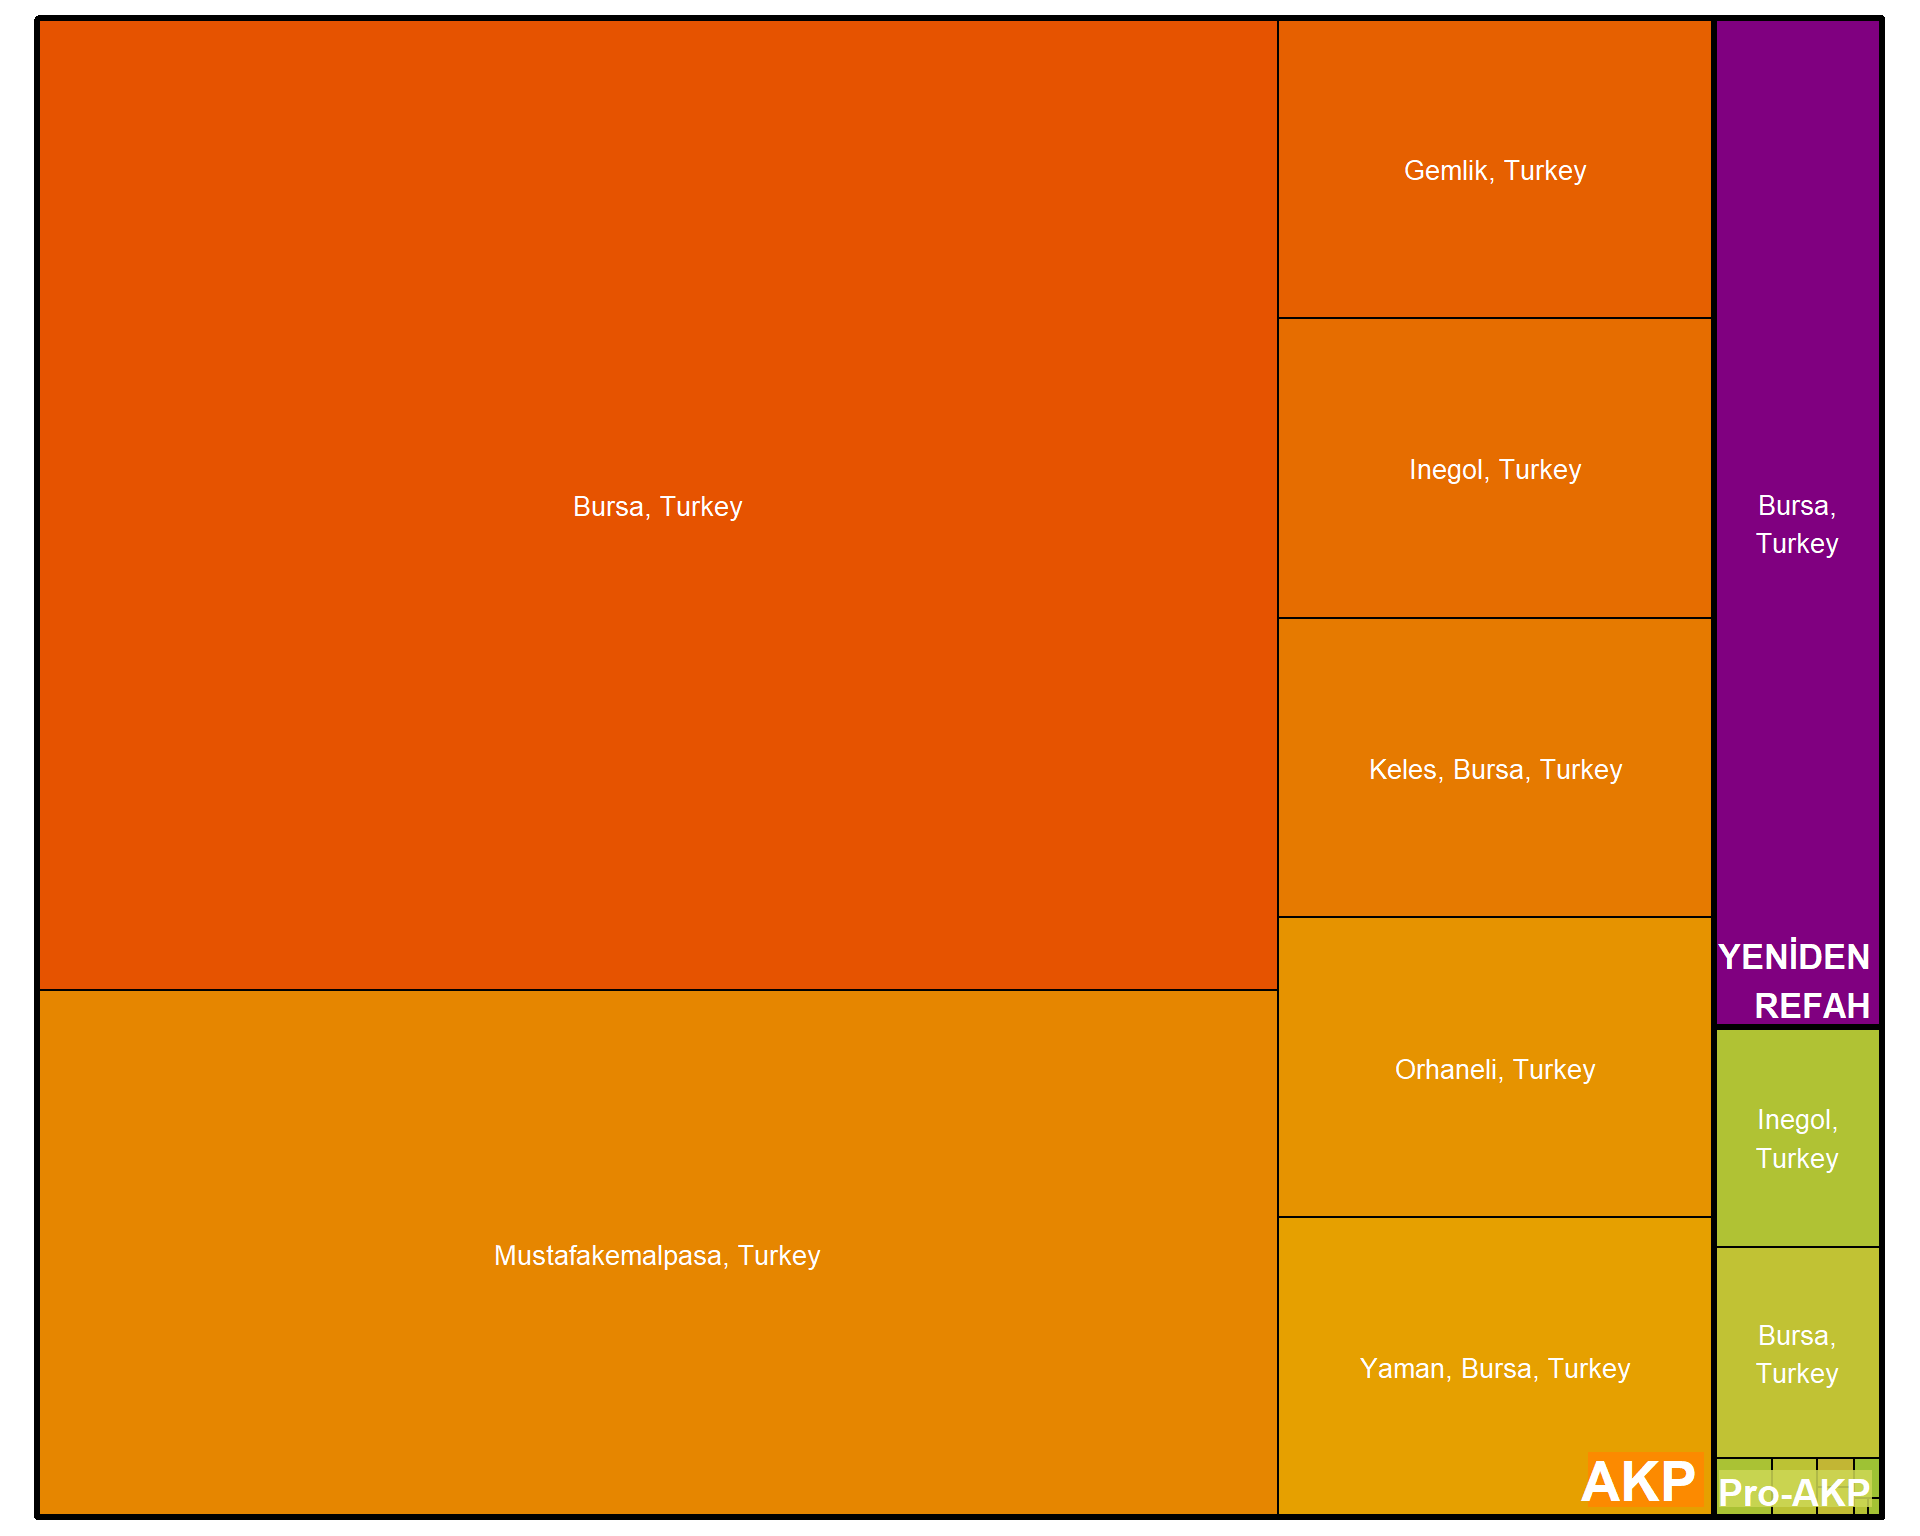 Bursa, Turkey
Mustafakemalpasa, Turkey
Gemlik, Turkey
Inegol, Turkey
Keles, Bursa, Turkey
Orhaneli, Turkey
Yaman, Bursa, Turkey
AKP
Bursa,
Turkey
YENİDEN
REFAH
Inegol,
Turkey
Bursa,
Turkey
Pro-AKP